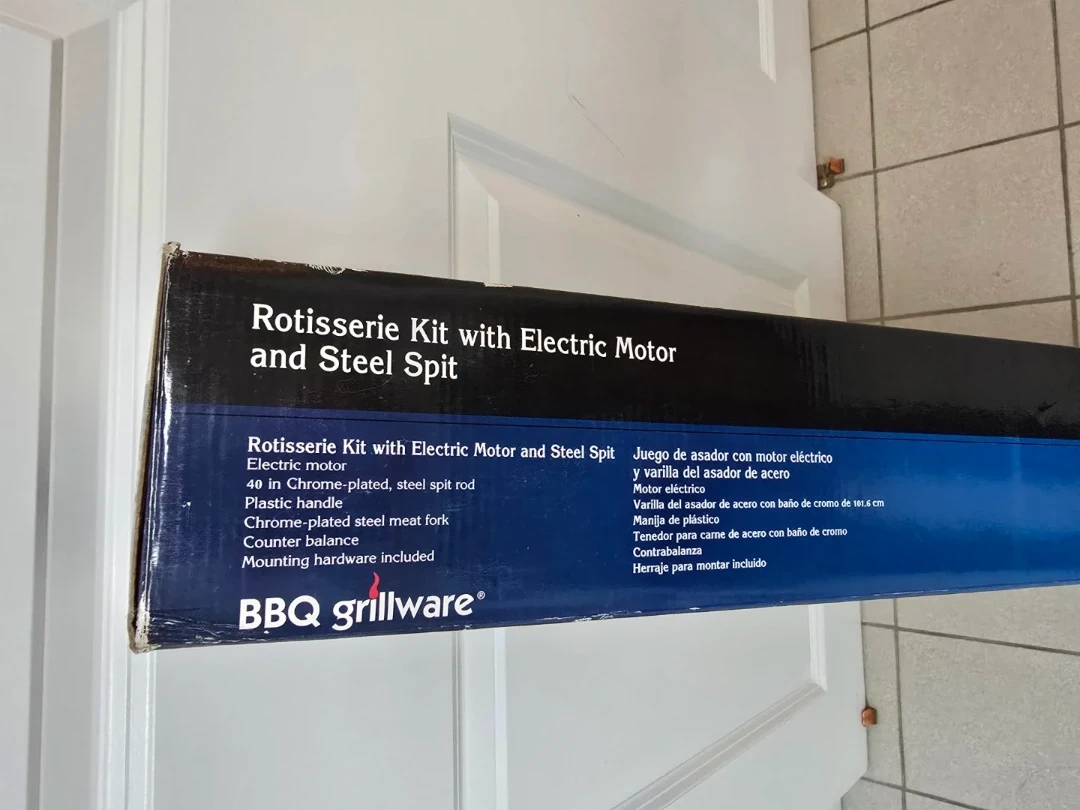 Rotisserie Kit with Electric Motor
and Steel Spit
Rotisserie Kit with Electric Motor and Steel Spit
Electric motor
40 in Chrome-plated, steel spit rod
Plastic handle
Chrome-plated steel meat fork
Counter balance
Mounting hardware included
Juego de asador con motor eléctrico
y varilla del asador de acero
Motor eléctrico
Varilla del asador de acero con baño de cromo de 101.6 cm
Manija de plástico
Tenedor para carne de acero con baño de cromo
Contrabalanza
Herraje para montar incluido
BBQ grillware®